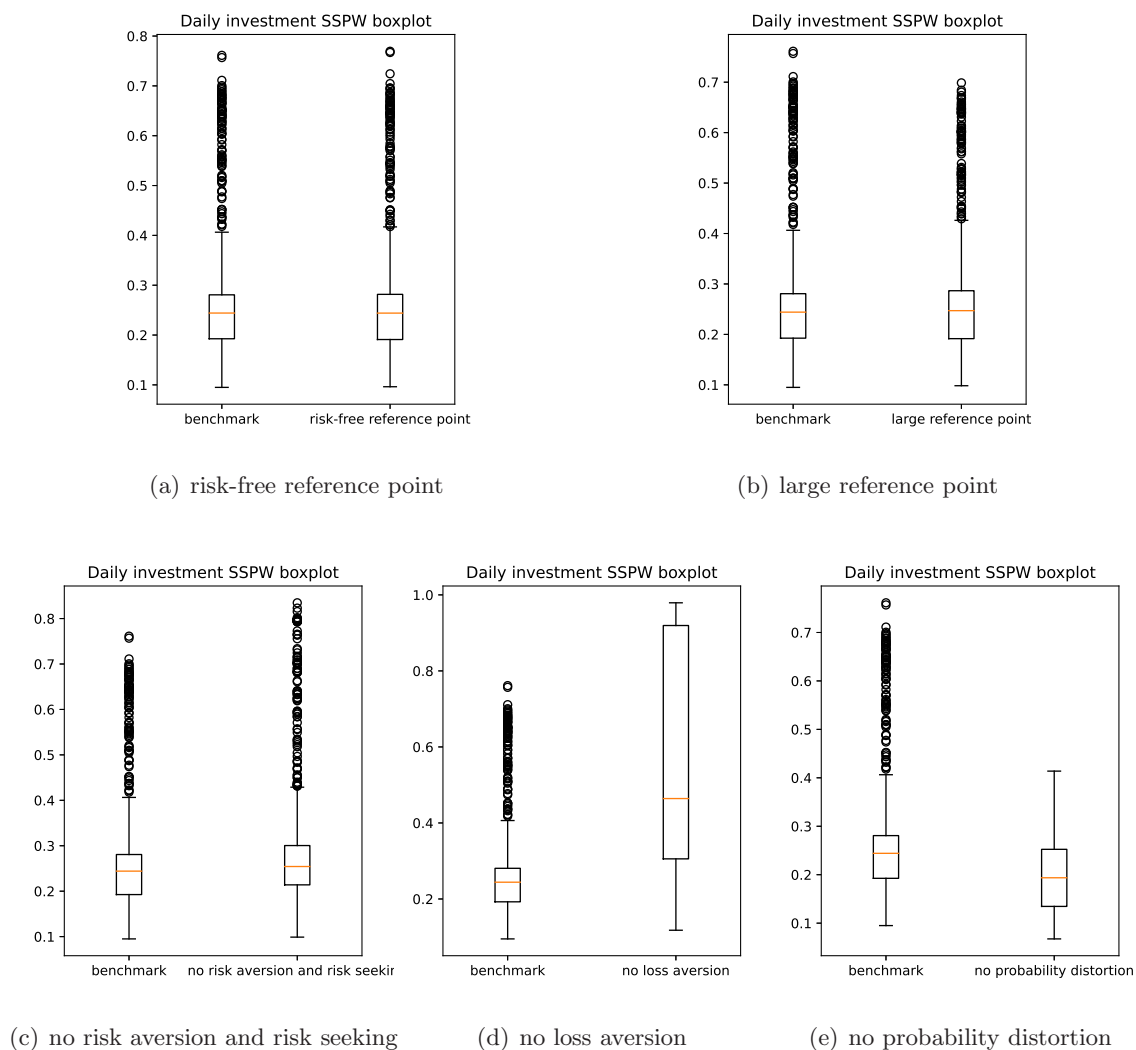 Daily investment SSPW boxplot
0.8
0.7
0.6
0.5
0.4
0.3
0.2
0.1
benchmark risk-free reference point
(a) risk-free reference point
Daily investment SSPW boxplot
0.7
0.6
0.5
0.4
0.3
0.2
0.1
benchmark large reference point
(b) large reference point
Daily investment SSPW boxplot
0.8
0.7
0.6
0.5
0.4
0.3
0.2
0.1
benchmark no risk aversion and risk seekin
(c) no risk aversion and risk seeking
Daily investment SSPW boxplot
1.0
0.8
0.6
0.4
0.2
benchmark no loss aversion
(d) no loss aversion
Daily investment SSPW boxplot
0.7
0.6
0.5
0.4
0.3
0.2
0.1
benchmark no probability distortion
(e) no probability distortion